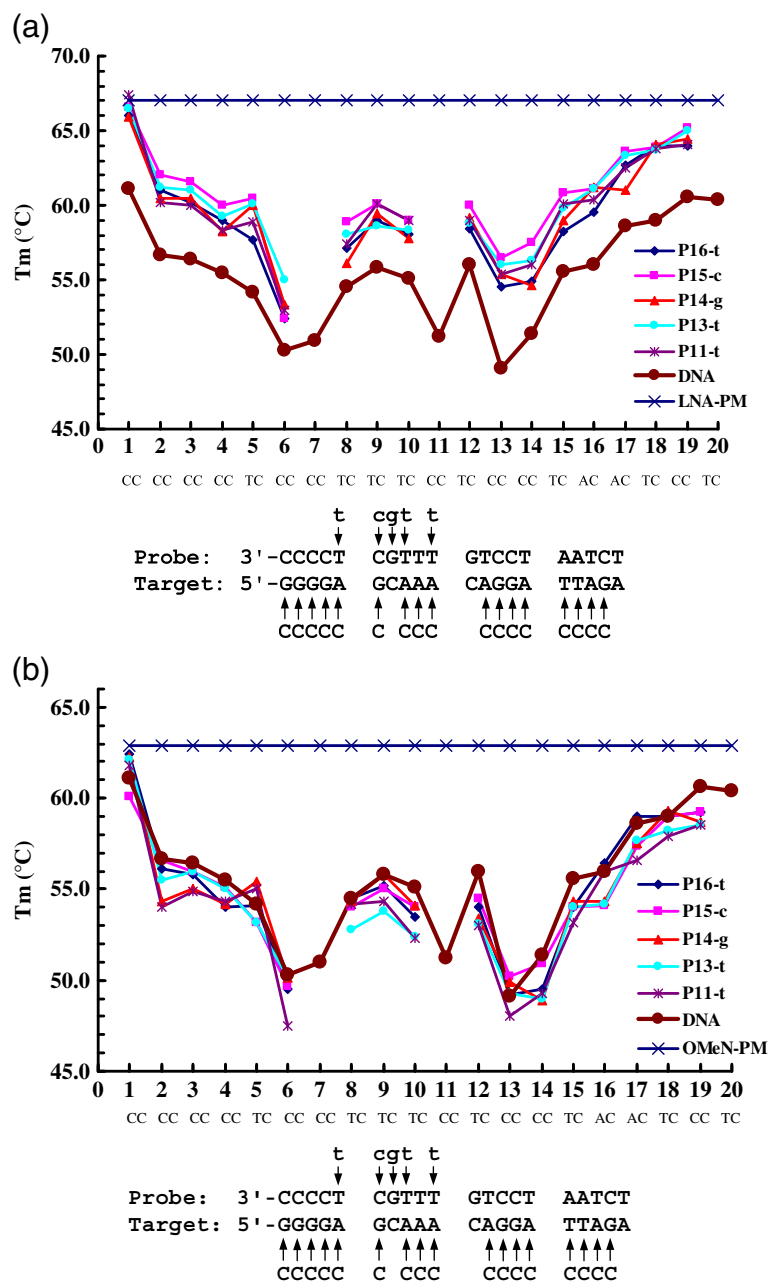 (a)
70.0
65.0
60.0
55.0
50.0
45.0
Tm (°C)
P16-t
P15-c
P14-g
P13-t
P11-t
DNA
LNA-PM
0 1 2 3 4 5 6 7 8 9 10 11 12 13 14 15 16 17 18 19 20
CC CC CC CC TC CC CC TC TC TC CC TC CC CC TC AC AC TC CC TC
t cgt t
Probe: 3'-CCCCT CGTTT GTCCT AATCT
Target: 5'-GGGGA GCAAA CAGGA TTAGA
CCCCC C CCC CCCC CCCC
(b)
65.0
60.0
55.0
50.0
45.0
Tm (°C)
P16-t
P15-c
P14-g
P13-t
P11-t
DNA
OMeN-PM
0 1 2 3 4 5 6 7 8 9 10 11 12 13 14 15 16 17 18 19 20
CC CC CC CC TC CC CC TC TC TC CC TC CC CC TC AC AC TC CC TC
t cgt t
Probe: 3'-CCCCT CGTTT GTCCT AATCT
Target: 5'-GGGGA GCAAA CAGGA TTAGA
CCCCC C CCC CCCC CCCC